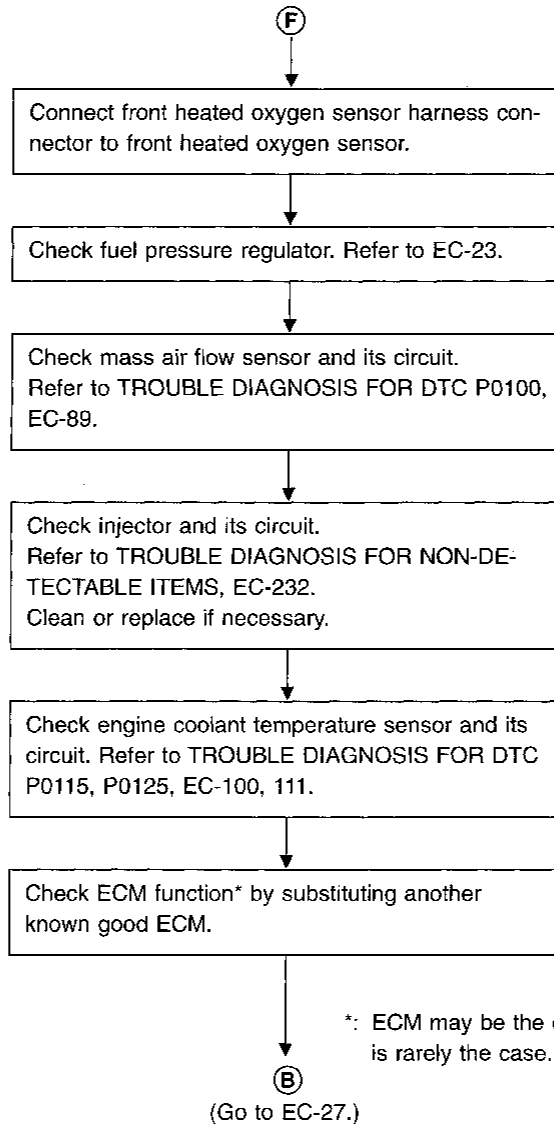 F
Connect front heated oxygen sensor harness con-
nector to front heated oxygen sensor.
Check fuel pressure regulator. Refer to EC-23.
Check mass air flow sensor and its circuit.
Refer to TROUBLE DIAGNOSIS FOR DTC P0100,
EC-89.
Check injector and its circuit.
Refer to TROUBLE DIAGNOSIS FOR NON-DE-
TECTABLE ITEMS, EC-232.
Clean or replace if necessary.
Check engine coolant temperature sensor and its
circuit. Refer to TROUBLE DIAGNOSIS FOR DTC
P0115, P0125, EC-100, 111.
Check ECM function* by substituting another
known good ECM.
*: ECM may be the
is rarely the case.
B
(Go to EC-27.)